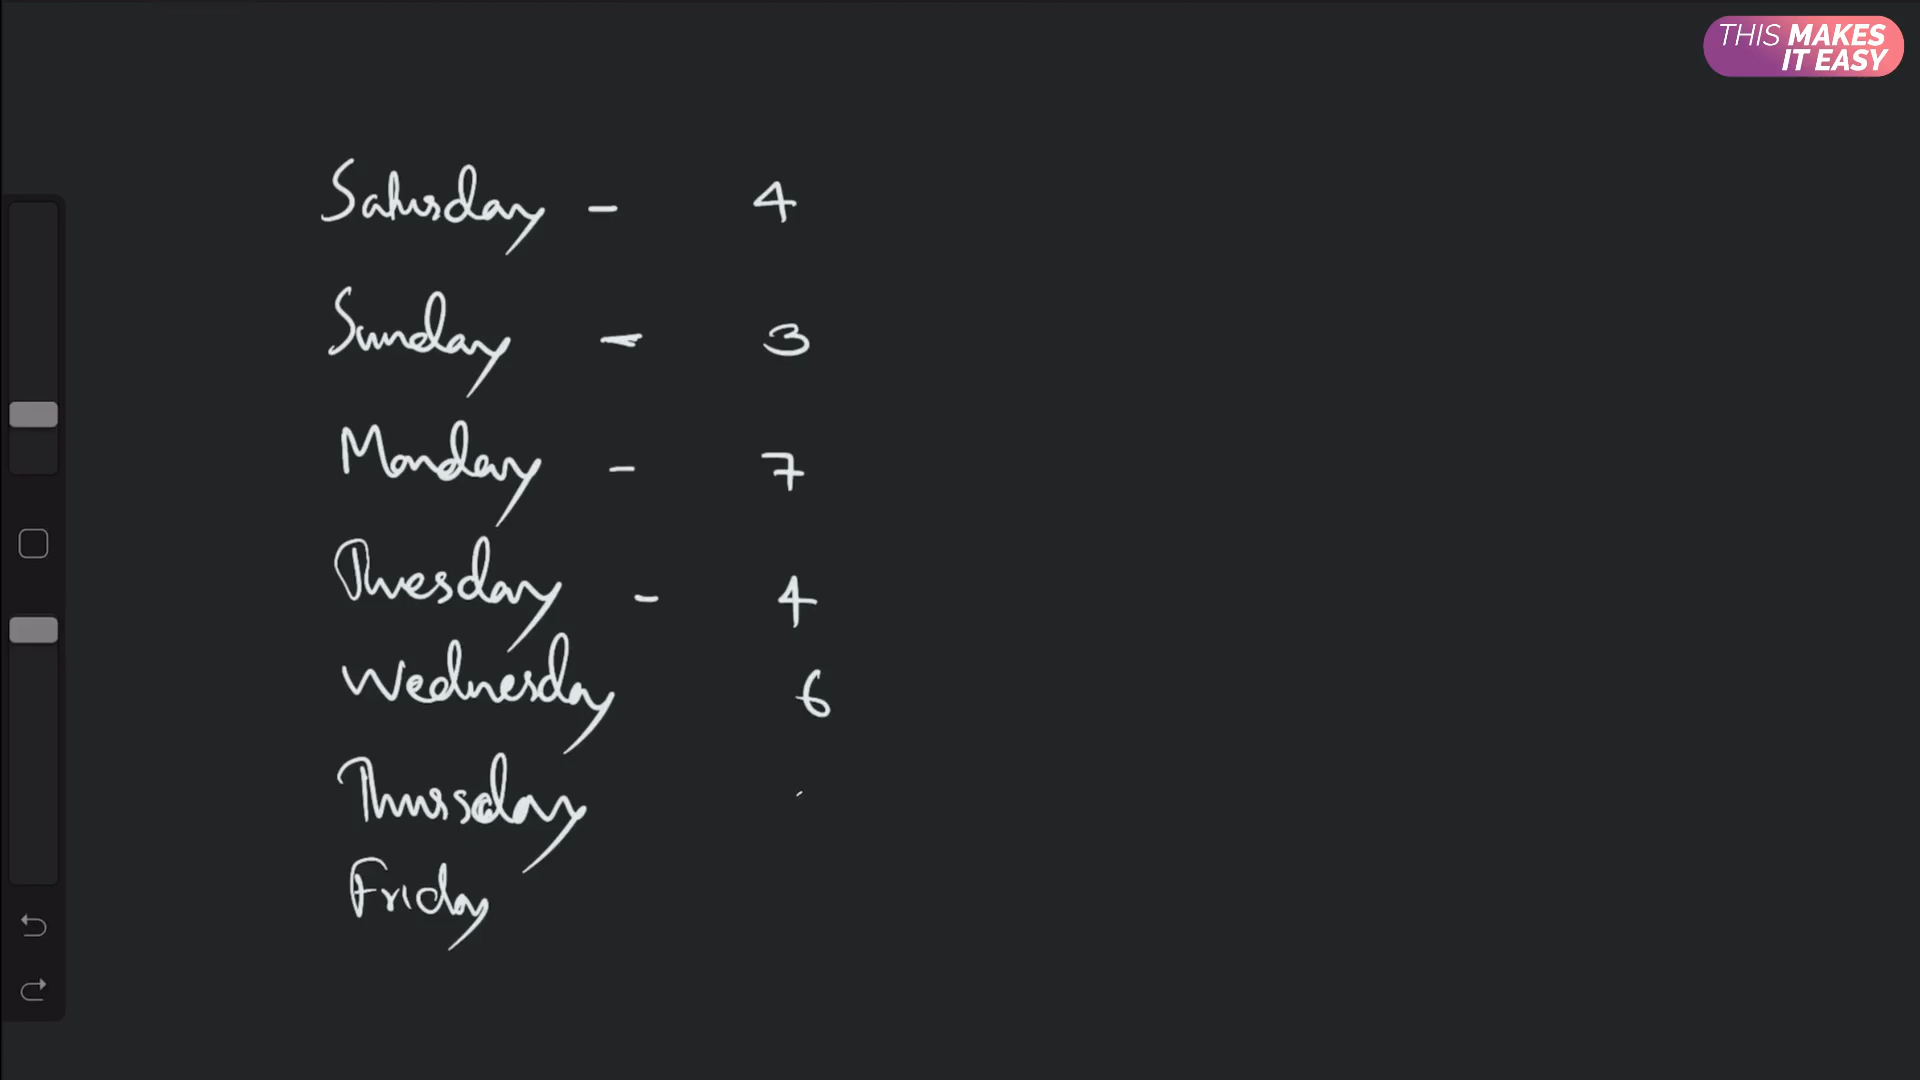 THIS MAKES
IT EASY
Saturday - 4
Sunday - 3
Monday - 7
Tuesday - 4
Wednesday 6
Thursday
Friday